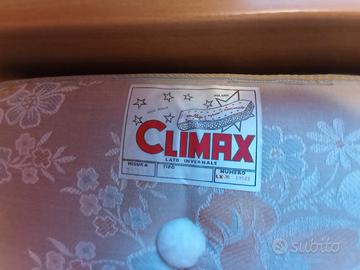 CLIMAX
LATO INVERNALE
MISURA TIPO NUMERO
subito